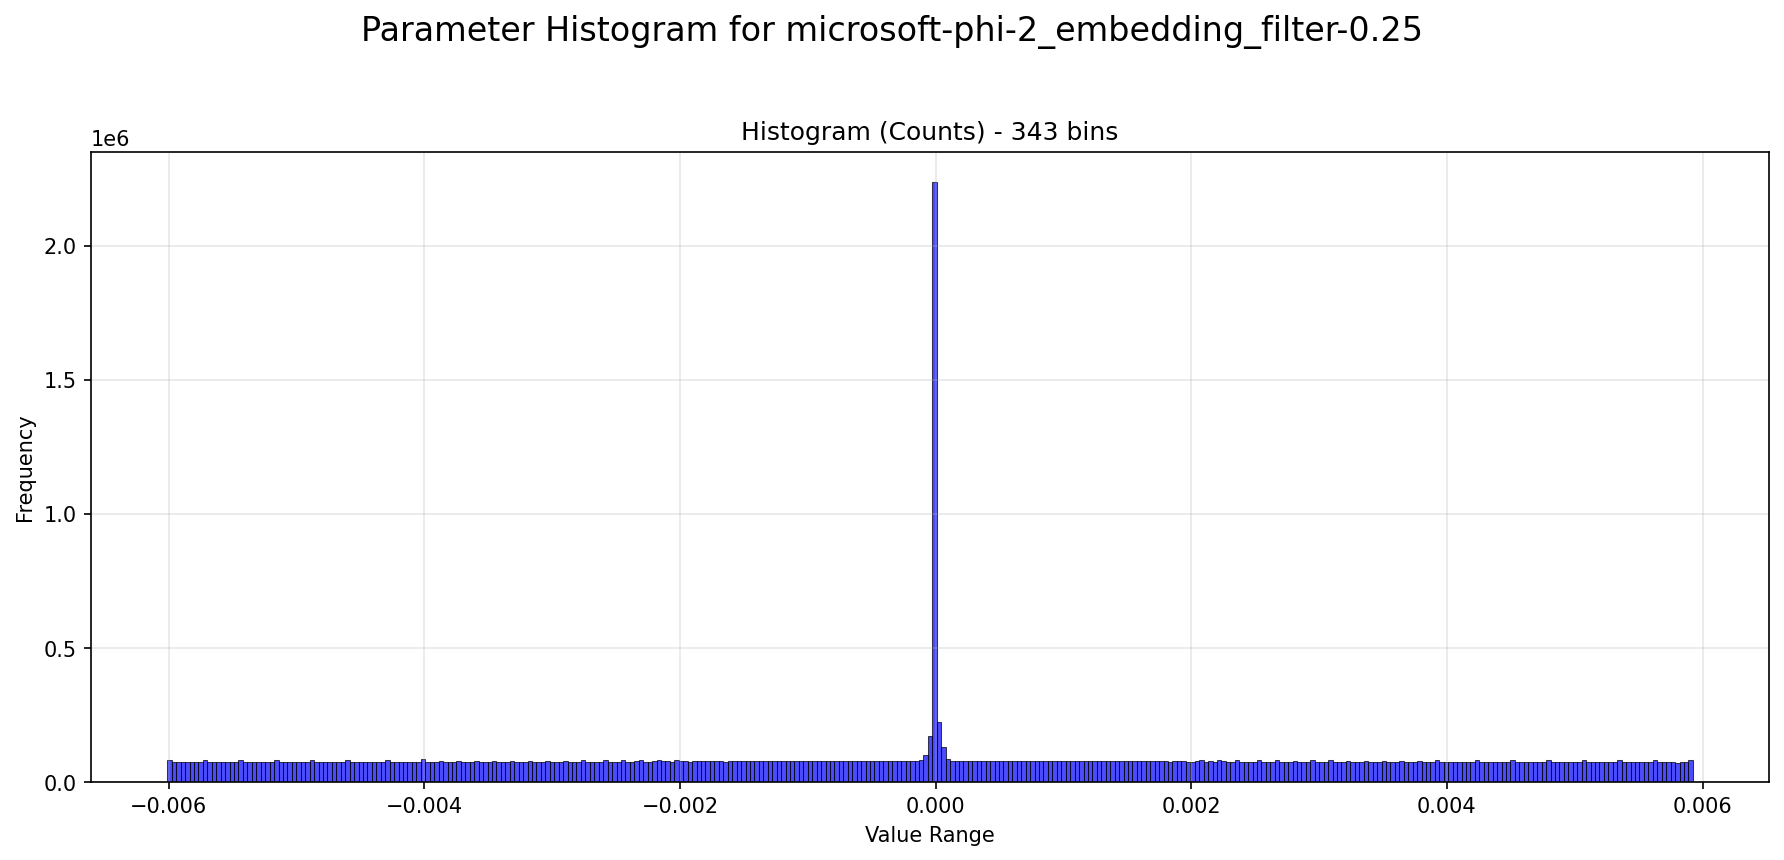 Parameter Histogram for microsoft-phi-2_embedding_filter-0.25
Histogram (Counts) - 343 bins
1e6
2.0
1.5
1.0
0.5
0.0
Frequency
−0.006 −0.004 −0.002 0.000 0.002 0.004 0.006
Value Range